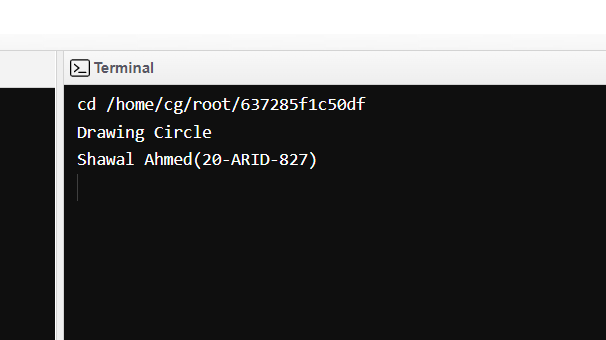 Terminal
cd /home/cg/root/637285f1c50df
Drawing Circle
Shawal Ahmed(20-ARID-827)